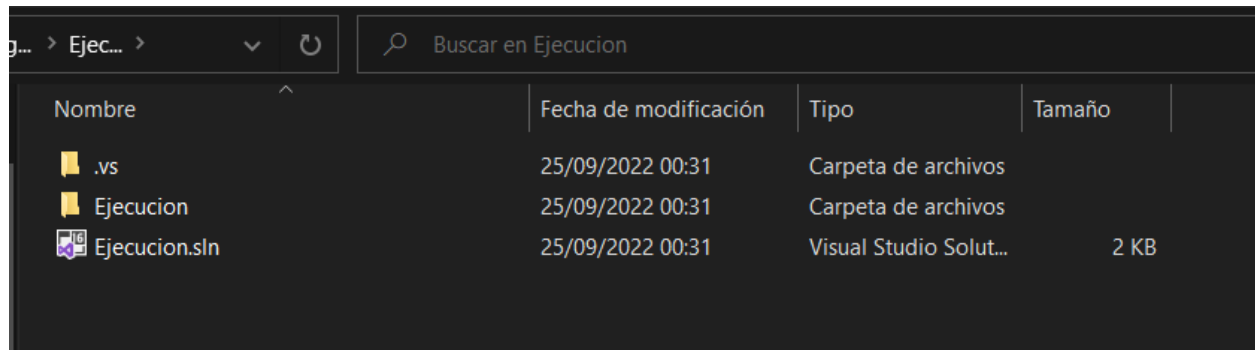 g... > Ejec... > Buscar en Ejecucion
Nombre Fecha de modificación Tipo Tamaño
.vs 25/09/2022 00:31 Carpeta de archivos
Ejecucion 25/09/2022 00:31 Carpeta de archivos
16 Ejecucion.sln 25/09/2022 00:31 Visual Studio Solut... 2 KB